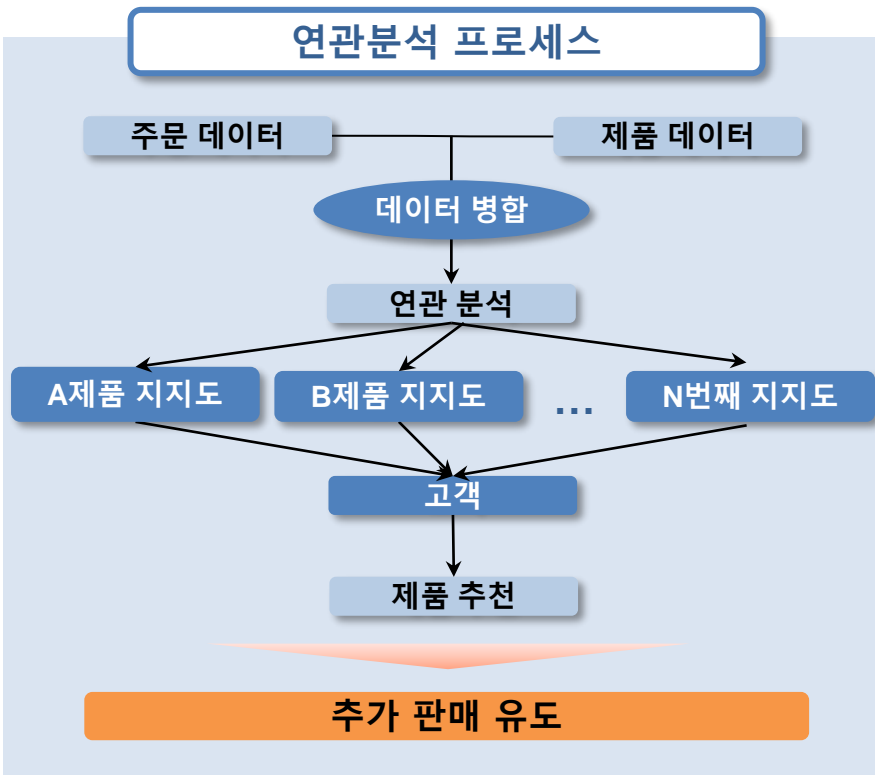 연관분석 프로세스
주문 데이터
제품 데이터
데이터 병합
연관 분석
A제품 지지도
B제품 지지도
...
N번째 지지도
고객
제품 추천
추가 판매 유도